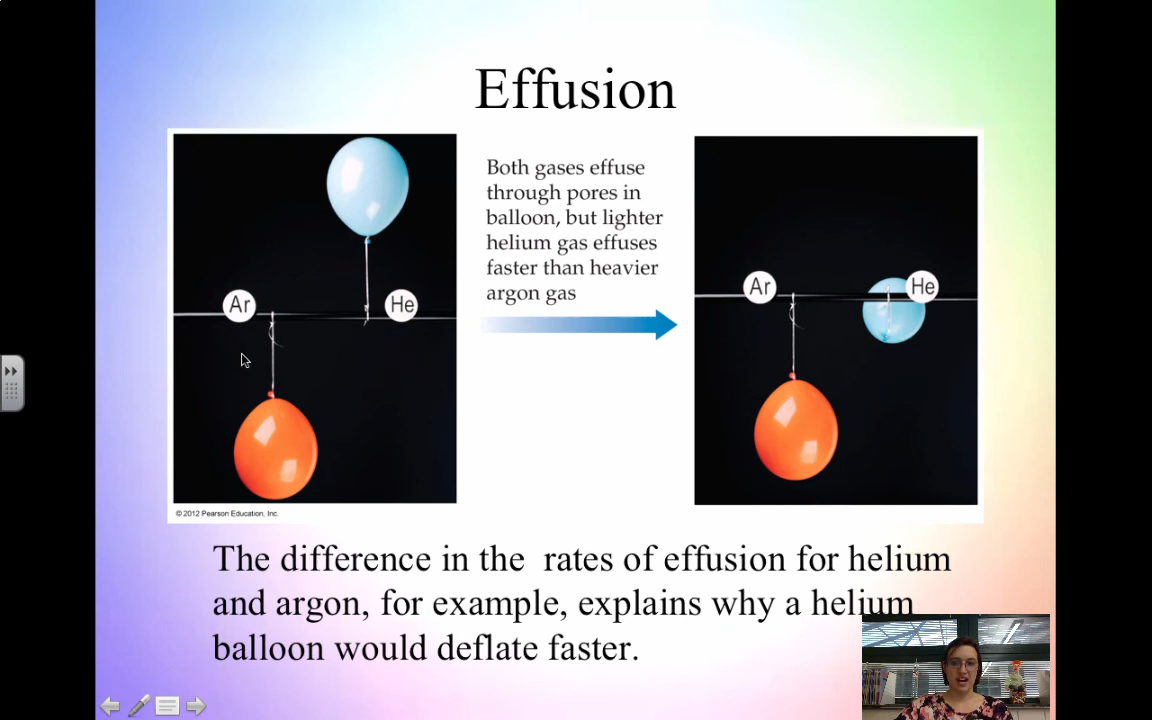 Effusion
Ar
He
© 2012 Pearson Education, Inc.
Both gases effuse
through pores in
balloon, but lighter
helium gas effuses
faster than heavier
argon gas
Ar
He
The difference in the rates of effusion for helium
and argon, for example, explains why a helium
balloon would deflate faster.